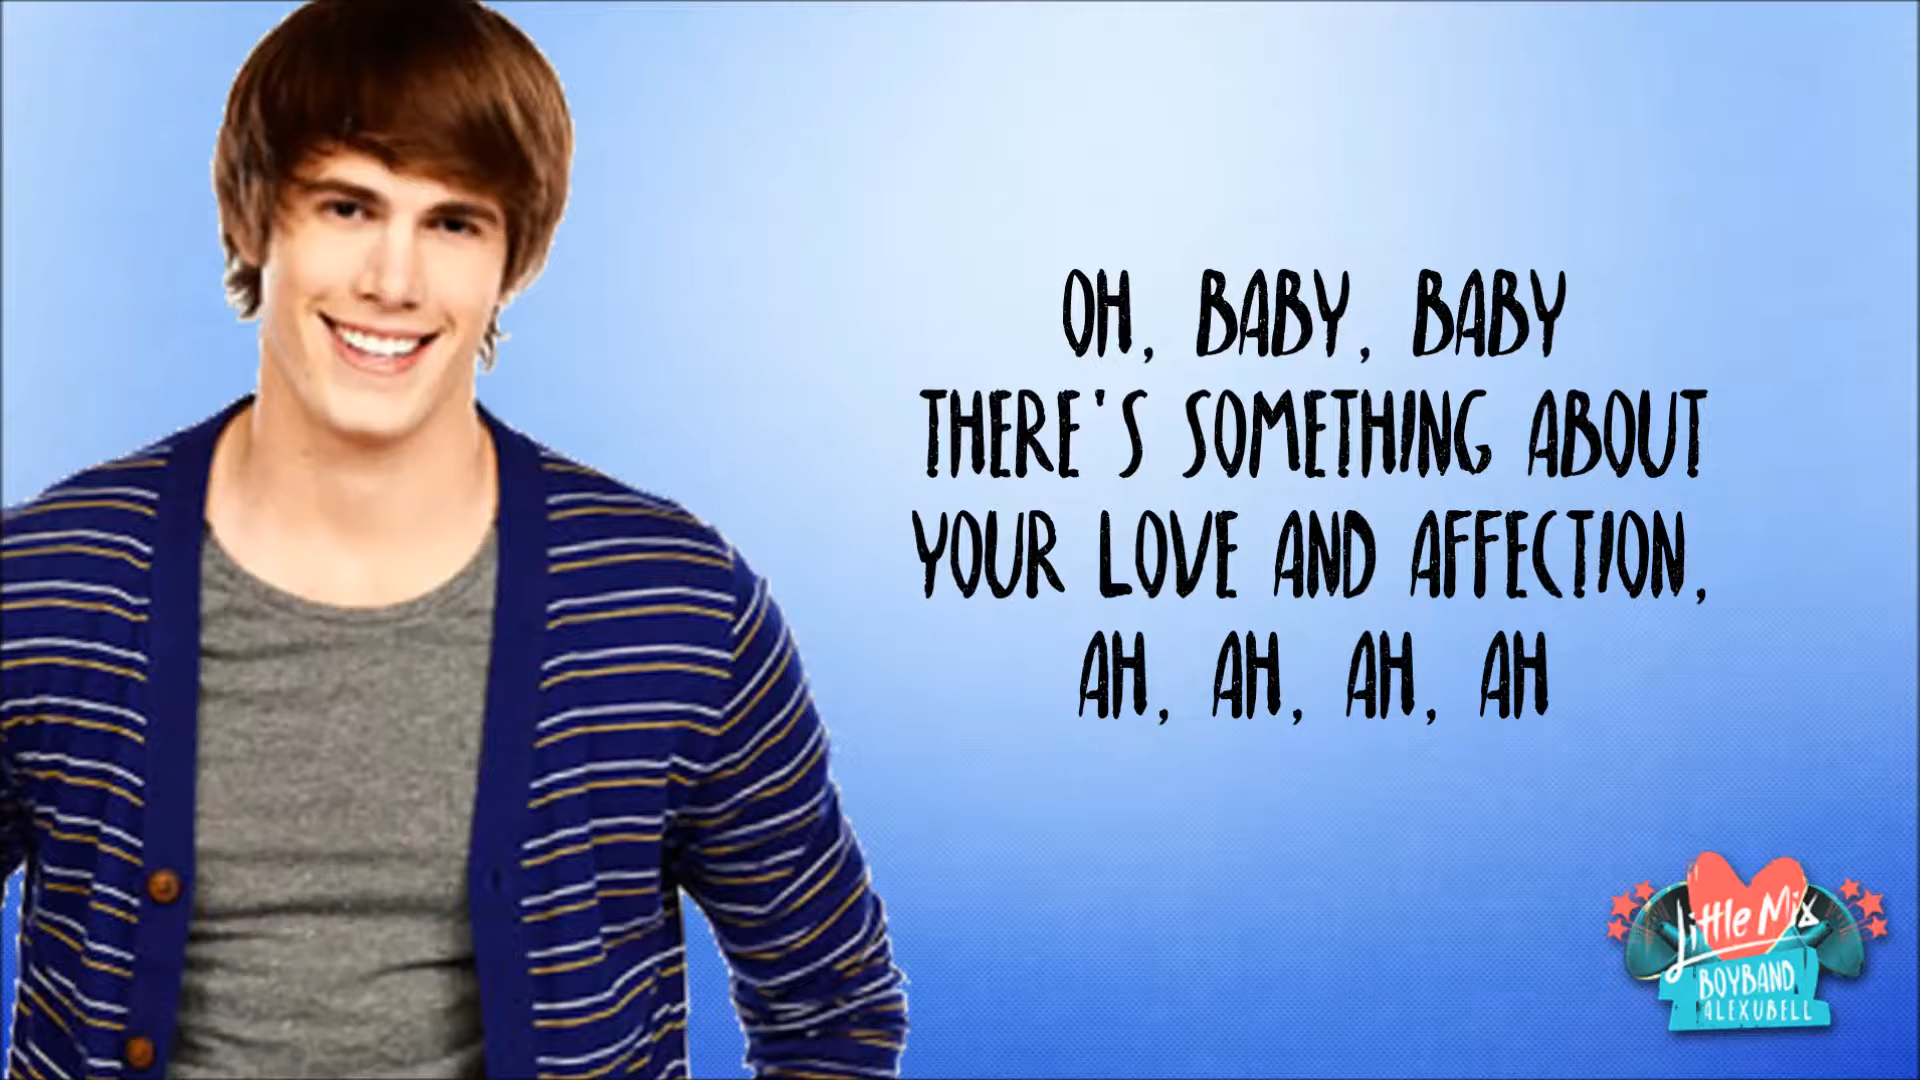 OH, BABY, BABY
THERE'S SOMETHING ABOUT
YOUR LOVE AND AFFECTION,
AH, AH, AH, AH
Little Mix
BOYBAND
ALEXUBELL